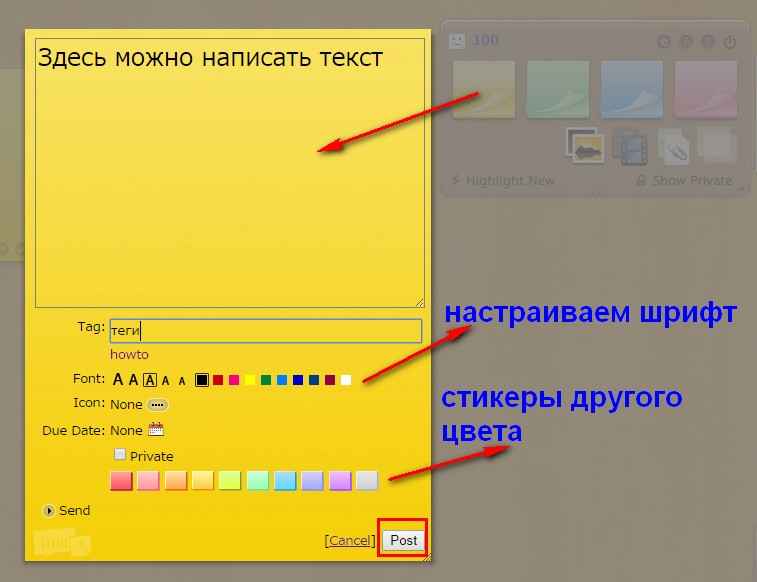 Здесь можно написать текст
100
Highlight New
Show Private
Tag: теги
howto
настраиваем шрифт
Font: A A A A A
Icon: None
стикеры другого
цвета
Due Date: None
Private
Send
lino
[Cancel] Post